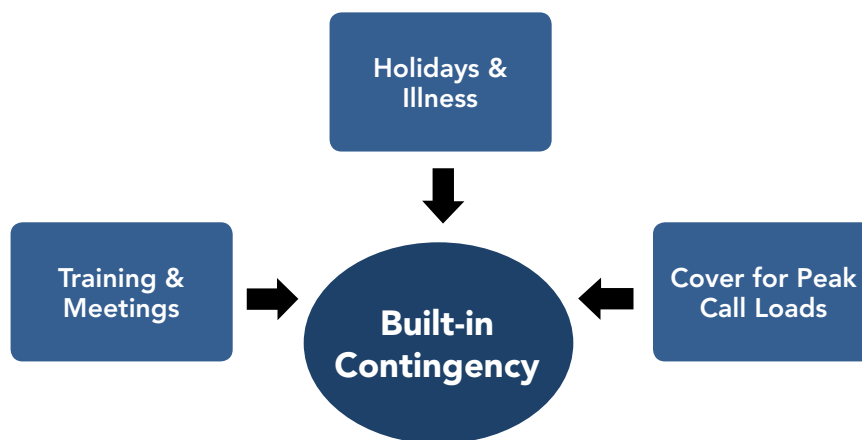 Holidays &
Illness
Training &
Meetings
Built-in
Contingency
Cover for Peak
Call Loads